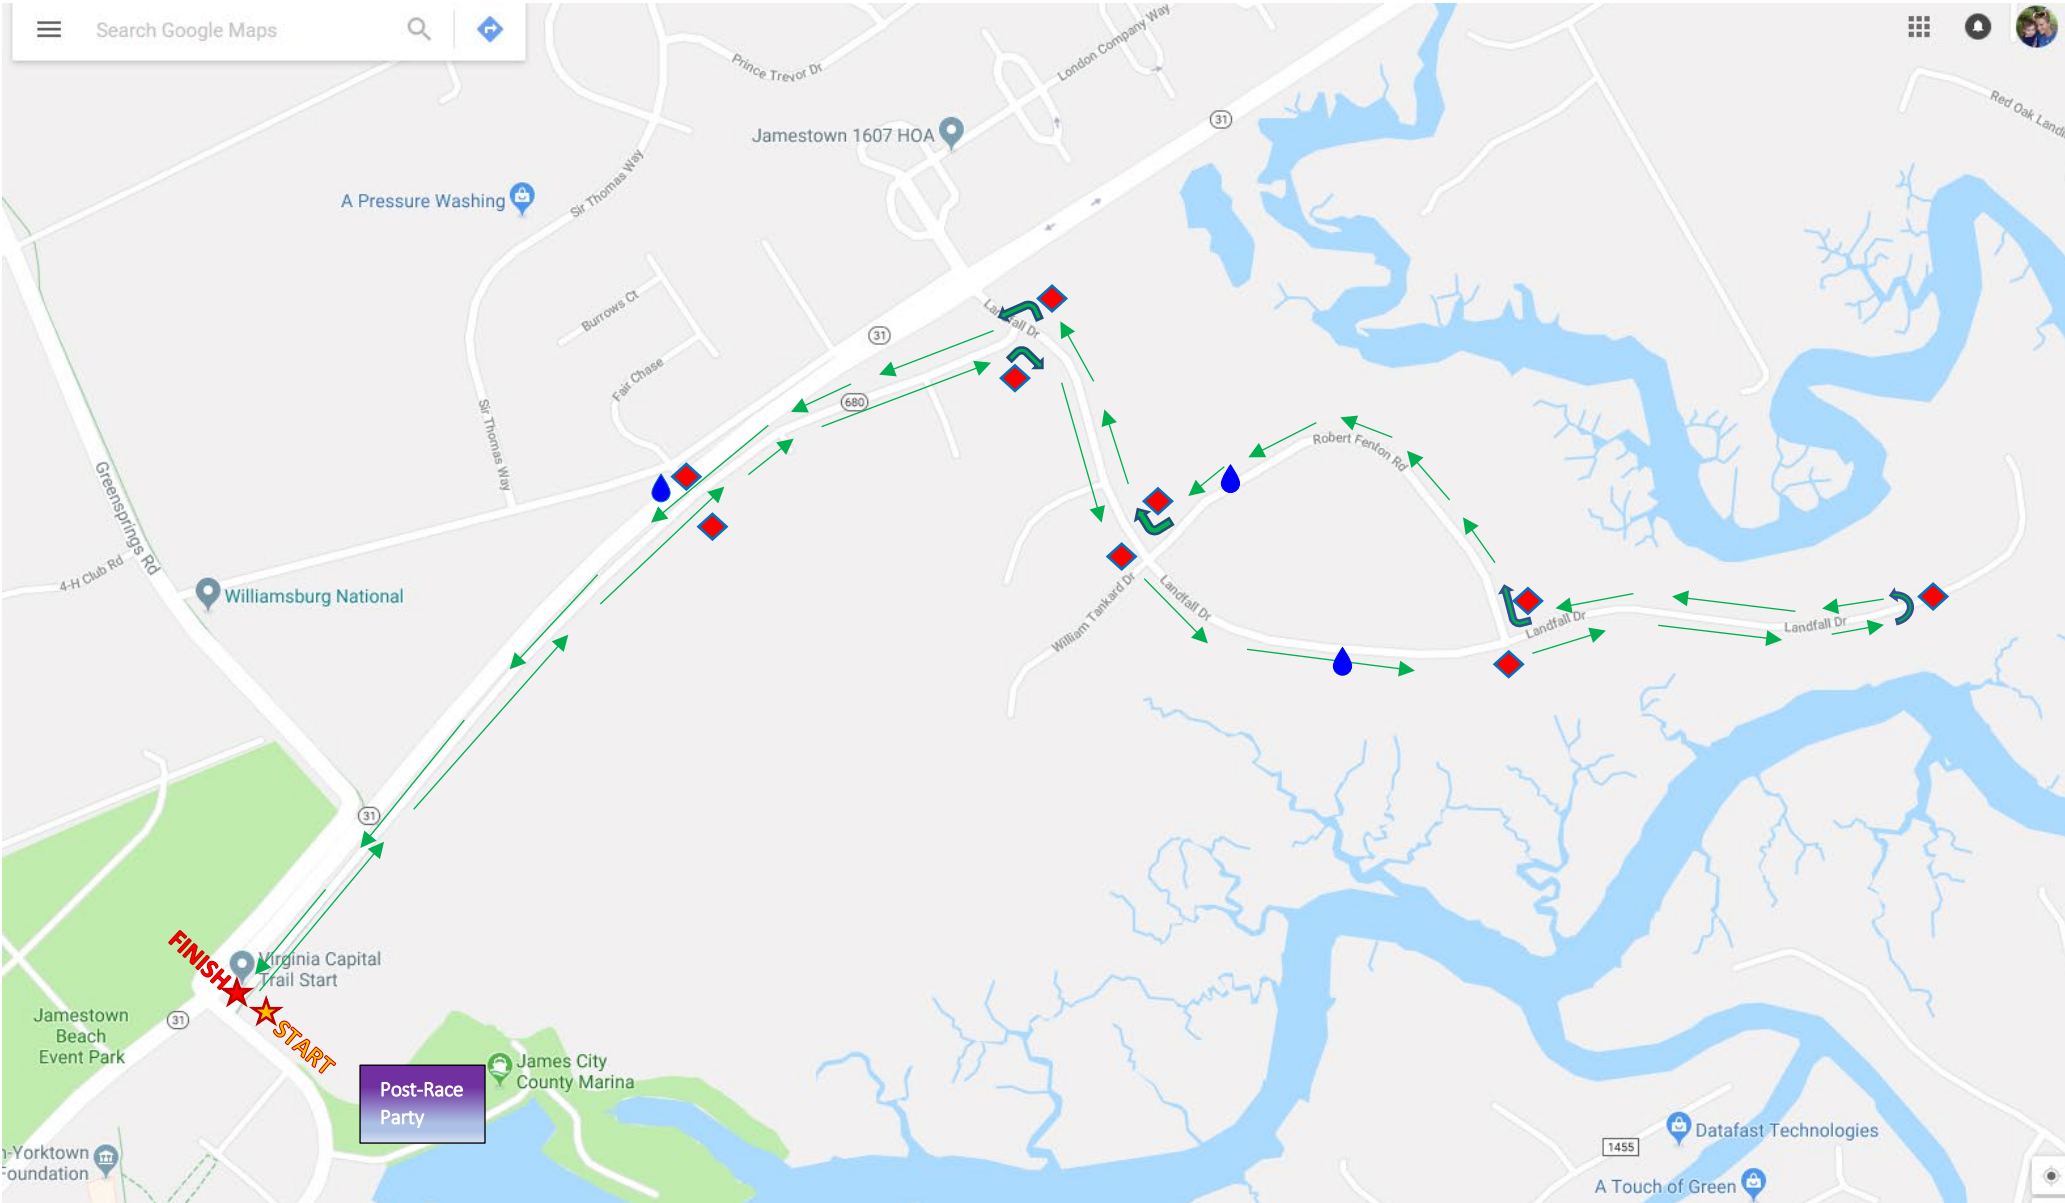 Search Google Maps
Prince Trevor Dr
London Company Way
Red Oak Landi
31
Jamestown 1607 HOA
A Pressure Washing
Sir Thomas Way
Burrows Ct
Landfall Dr
31
Fair Chase
680
Sir Thomas Way
Robert Fenton Rd
Greensprings Rd
4-H Club Rd
Williamsburg National
William Tankard Dr
Landfall Dr
Landfall Dr
Landfall Dr
31
FINISH
Virginia Capital
Trail Start
START
31
Jamestown
Beach
Event Park
James City
County Marina
Post-Race
Party
n-Yorktown
Foundation
1455
Datafast Technologies
A Touch of Green